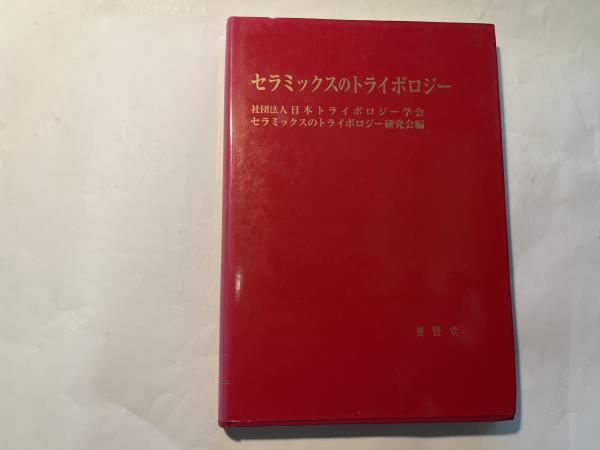 セラミックスのトライボロジー
社団法人 日本トライボロジー学会
セラミックスのトライボロジー研究会編
養賢堂